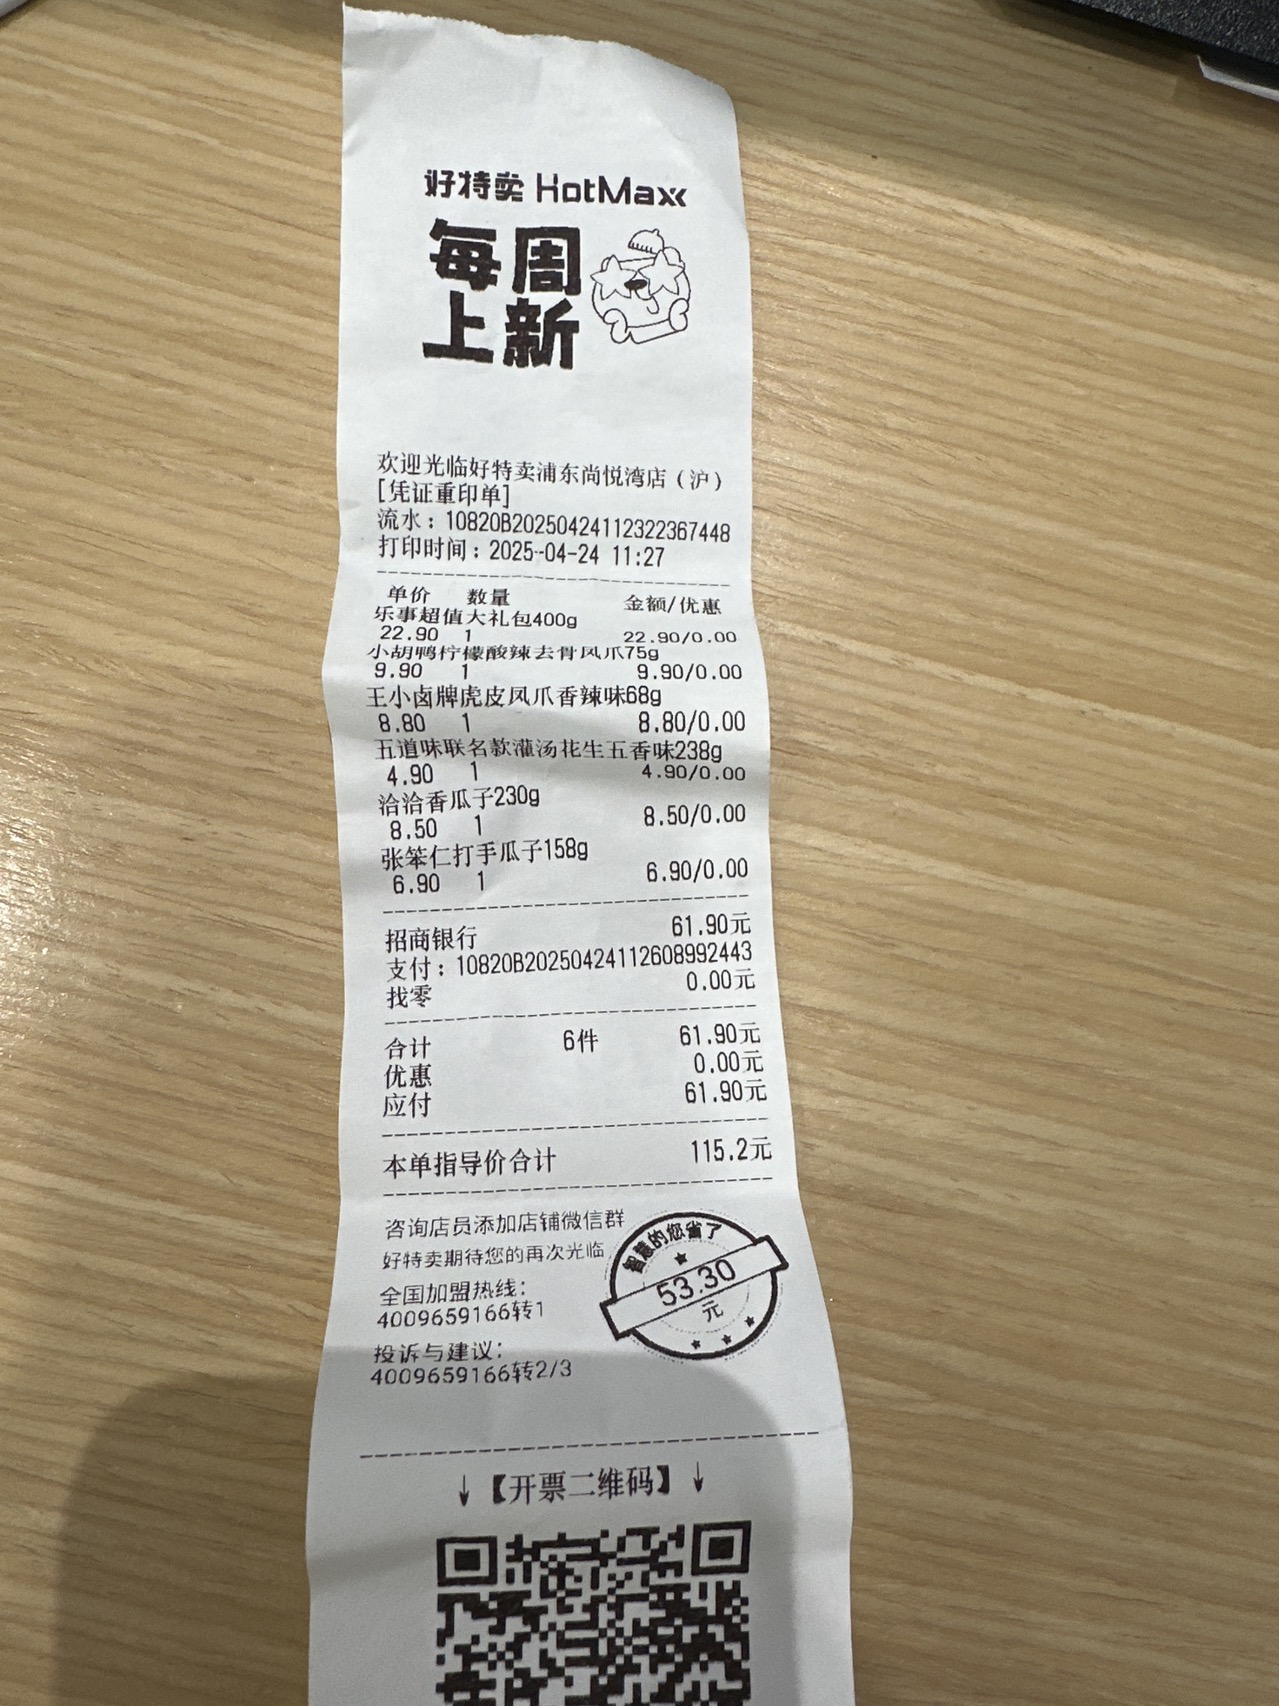 好特卖 HotMaxx
每周
上新
欢迎光临好特卖浦东尚悦湾店（沪）
[凭证重印单]
流水：10820B20250424112322367448
打印时间：2025-04-24 11:27
单价 数量 金额/优惠
乐事超值大礼包400g
22.90 1 22.90/0.00
小胡鸭柠檬酸辣去骨凤爪75g
9.90 1 9.90/0.00
王小卤牌虎皮凤爪香辣味68g
8.80 1 8.80/0.00
五道味联名款灌汤花生五香味238g
4.90 1 4.90/0.00
洽洽香瓜子230g
8.50 1 8.50/0.00
张笨仁打手瓜子158g
6.90 1 6.90/0.00
招商银行 61.90元
支付：10820B20250424112608992443
找零 0.00元
合计 6件 61.90元
优惠 0.00元
应付 61.90元
本单指导价合计 115.2元
咨询店员添加店铺微信群
好特卖期待您的再次光临
全国加盟热线：
4009659166转1
投诉与建议：
4009659166转2/3
智慧的您省了
53.30
元
↓【开票二维码】↓